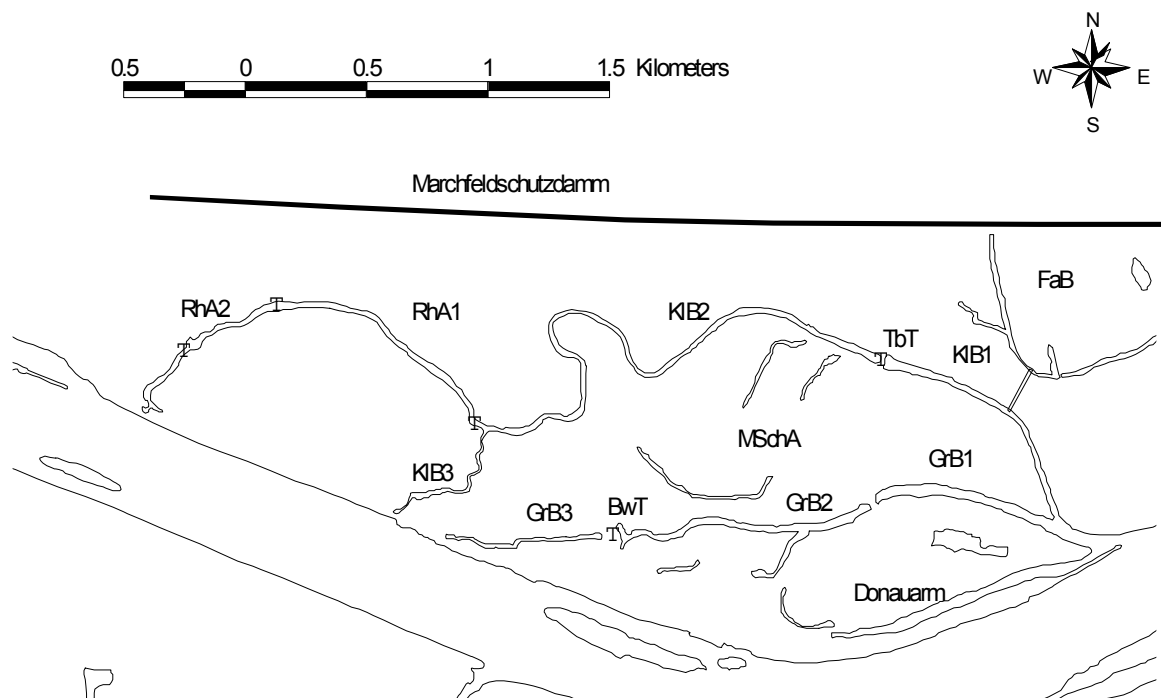 N
0.5 0 0.5 1 1.5 Kilometers
W E
S
Marchfeldschutzdamm
FaB
RhA2 RhA1 KlB2
TbT KlB1
MSchA
KlB3 GrB1
GrB3 BwT GrB2
Donauarm